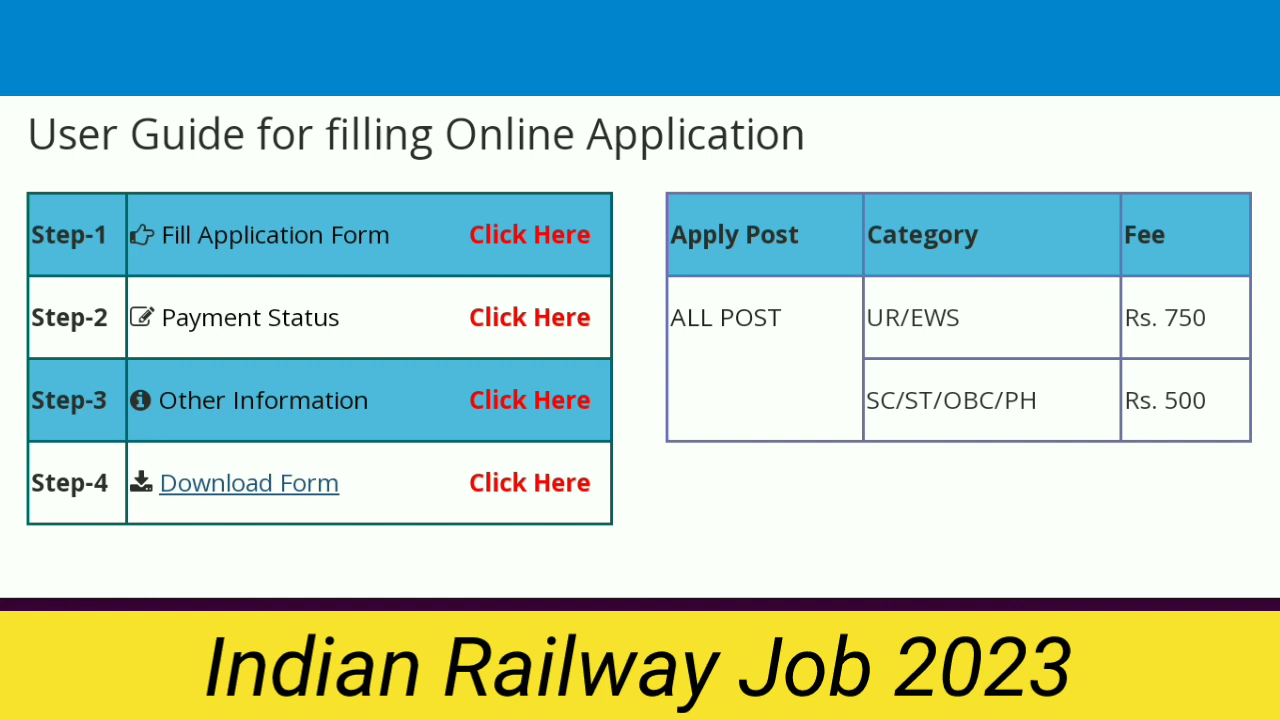 User Guide for filling Online Application
Step-1 Fill Application Form Click Here
Step-2 Payment Status Click Here
Step-3 Other Information Click Here
Step-4 Download Form Click Here
Apply Post Category Fee
ALL POST UR/EWS Rs. 750
SC/ST/OBC/PH Rs. 500
Indian Railway Job 2023